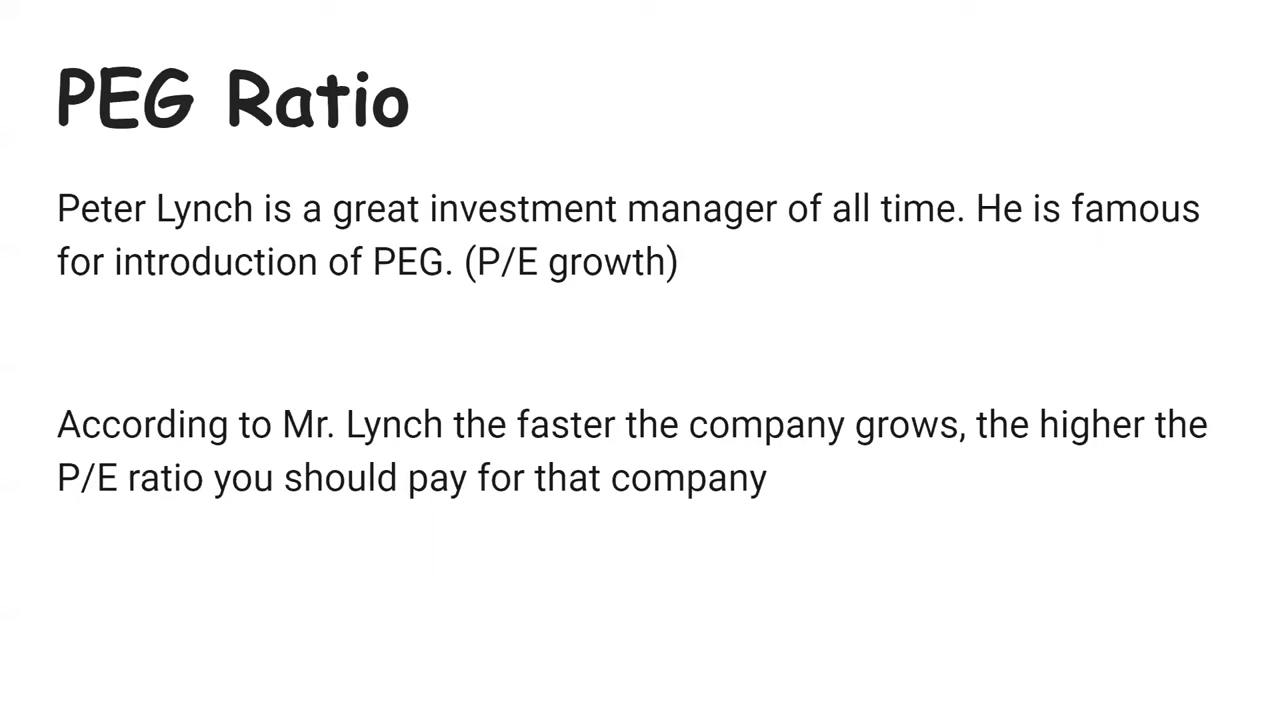 PEG Ratio
Peter Lynch is a great investment manager of all time. He is famous
for introduction of PEG. (P/E growth)
According to Mr. Lynch the faster the company grows, the higher the
P/E ratio you should pay for that company